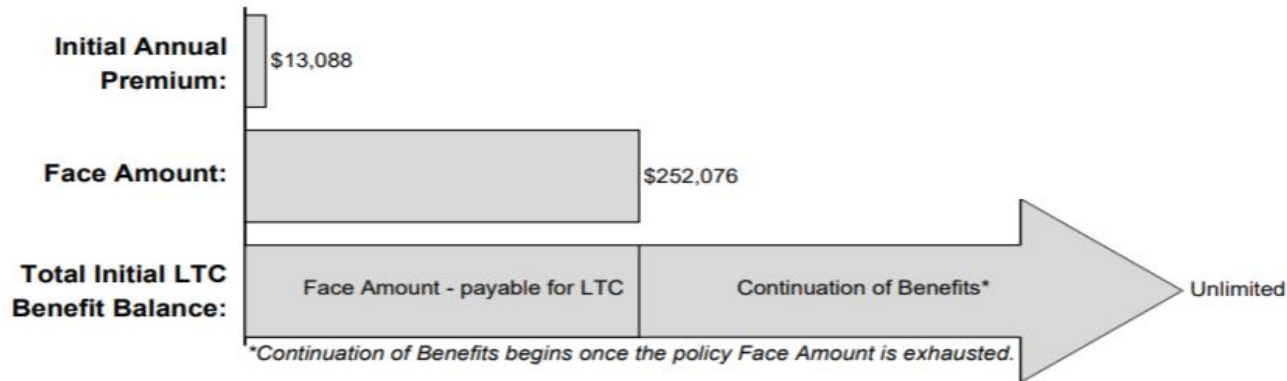 Initial Annual
Premium:
$13,088
Face Amount:
$252,076
Total Initial LTC
Benefit Balance:
Face Amount - payable for LTC
Continuation of Benefits*
Unlimited
*Continuation of Benefits begins once the policy Face Amount is exhausted.